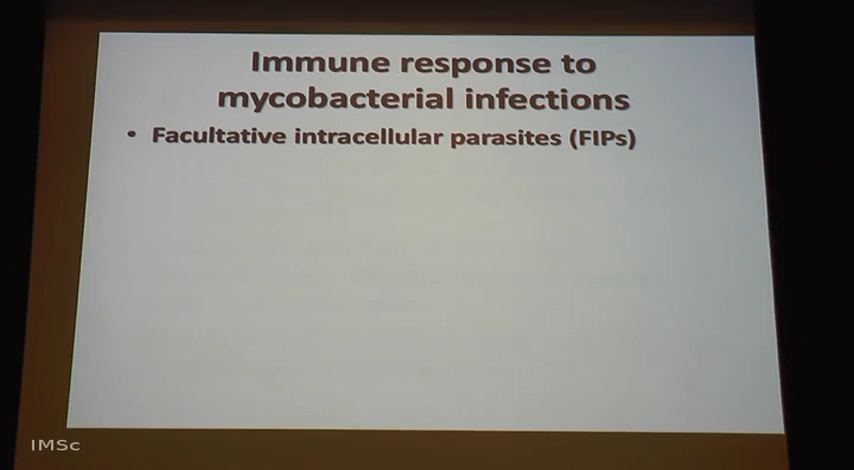 Immune response to
mycobacterial infections
• Facultative intracellular parasites (FIPs)
IMSc